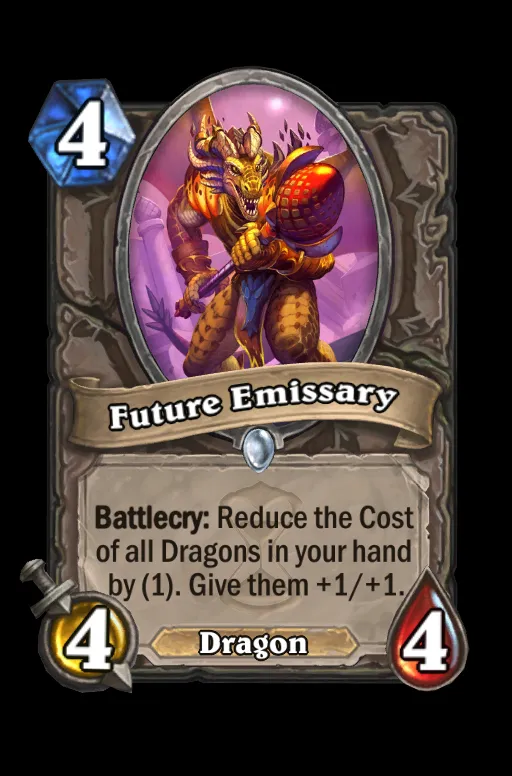 4
Future Emissary
Battlecry: Reduce the Cost
of all Dragons in your hand
by (1). Give them +1/+1.
4
Dragon
4